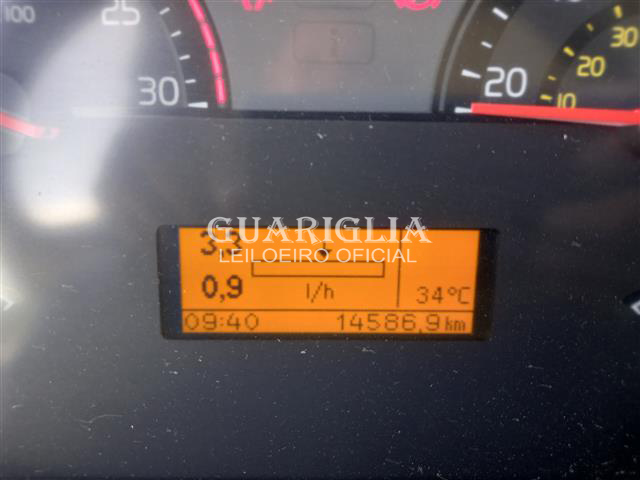 100 25 30
30
20 20
10
GUARIGLIA
LEILOEIRO OFICIAL
0,9 l/h 34°C
09:40 14586,9 km